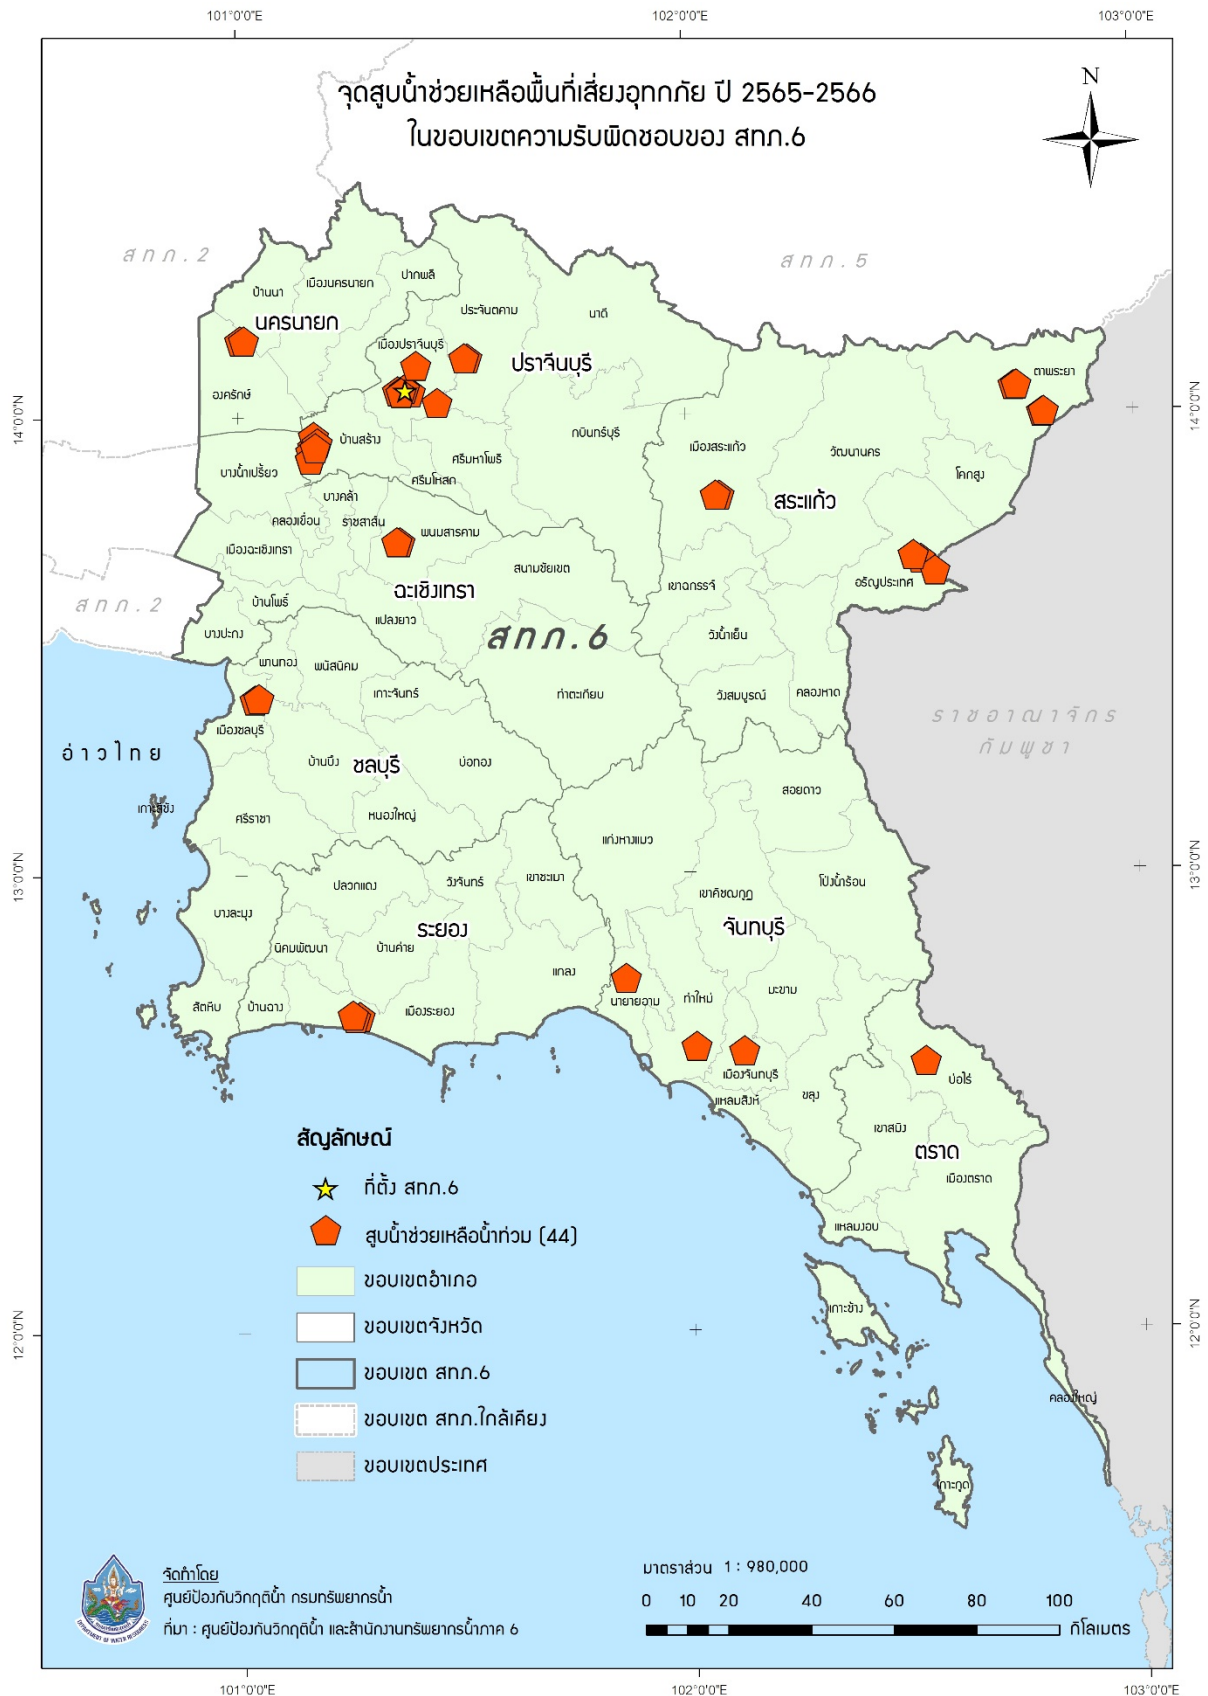 101°0'0"E 102°0'0"E 103°0'0"E
จุดสูบน้ำช่วยเหลือพื้นที่เสี่ยงอุทกภัย ปี 2565-2566
ในขอบเขตความรับผิดชอบของ สทภ.6
N
สทภ.2
สทภ.5
ปากพลี
เมืองนครนายก
บ้านนา
นครนายก
ประจันตคาม
นาดี
เมืองปราจีนบุรี
ปราจีนบุรี
ตาพระยา
องครักษ์
14°0'0"N
14°0'0"N
บ้านสร้าง
กบินทร์บุรี
เมืองสระแก้ว
วัฒนานคร
ศรีมหาโพธิ
โคกสูง
บางน้ำเปรี้ยว
ศรีมโหสถ
บางคล้า
สระแก้ว
คลองเขื่อน
ราชสาส์น
พนมสารคาม
เมืองฉะเชิงเทรา
สนามชัยเขต
อรัญประเทศ
เขาฉกรรจ์
ฉะเชิงเทรา
บ้านโพธิ์
สทภ.2
แปลงยาว
บางปะกง
สทภ.6
วังน้ำเย็น
พานทอง
พนัสนิคม
เกาะจันทร์
ท่าตะเกียบ
วังสมบูรณ์
คลองหาด
ราชอาณาจักร
กัมพูชา
เมืองชลบุรี
อ่าวไทย
บ้านบึง
ชลบุรี
บ่อทอง
สอยดาว
เกาะสีชัง
ศรีราชา
หนองใหญ่
แก่งหางแมว
13°0'0"N
13°0'0"N
ปลวกแดง
วังจันทร์
เขาชะเมา
เขาคิชฌกูฏ
โป่งน้ำร้อน
บางละมุง
ระยอง
จันทบุรี
นิคมพัฒนา
บ้านค่าย
แกลง
มะขาม
นายายอาม
ท่าใหม่
สัตหีบ
บ้านฉาง
เมืองระยอง
เมืองจันทบุรี
บ่อไร่
แหลมสิงห์
ขลุง
เขาสมิง
ตราด
เมืองตราด
แหลมงอบ
เกาะช้าง
คลองใหญ่
เกาะกูด
สัญลักษณ์
ที่ตั้ง สทภ.6
สูบน้ำช่วยเหลือน้ำท่วม (44)
ขอบเขตอำเภอ
ขอบเขตจังหวัด
12°0'0"N
12°0'0"N
ขอบเขต สทภ.6
ขอบเขต สทภ.ใกล้เคียง
ขอบเขตประเทศ
จัดทำโดย
ศูนย์ป้องกันวิกฤติน้ำ กรมทรัพยากรน้ำ
ที่มา : ศูนย์ป้องกันวิกฤติน้ำ และสำนักงานทรัพยากรน้ำภาค 6
DEPARTMENT OF WATER RESOURCES
มาตราส่วน 1 : 980,000
0 10 20 40 60 80 100
กิโลเมตร
101°0'0"E 102°0'0"E 103°0'0"E